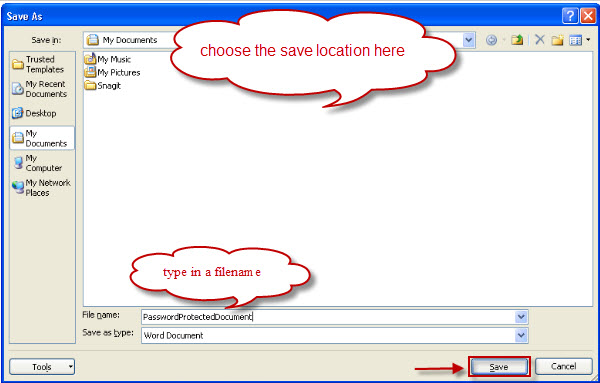 Save As
Save in:
My Documents
choose the save location here
Trusted
Templates
My Recent
Documents
Desktop
My
Documents
My
Computer
My Network
Places
My Music
My Pictures
Snagit
type in a filename
File name:
PasswordProtectedDocument
Save as type:
Word Document
Tools
Save
Cancel